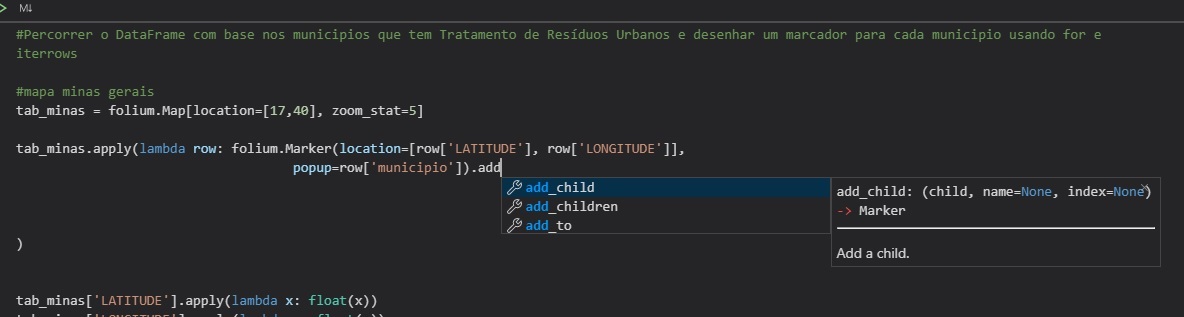 M↓
#Percorrer o DataFrame com base nos municipios que tem Tratamento de Resíduos Urbanos e desenhar um marcador para cada municipio usando for e
iterrows
#mapa minas gerais
tab_minas = folium.Map[location=[17,40], zoom_stat=5]
tab_minas.apply(lambda row: folium.Marker(location=[row['LATITUDE'], row['LONGITUDE']],
popup=row['municipio']).add
add_child
add_children
add_to
add_child: (child, name=None, index=None)
-> Marker
Add a child.
)
tab_minas['LATITUDE'].apply(lambda x: float(x))